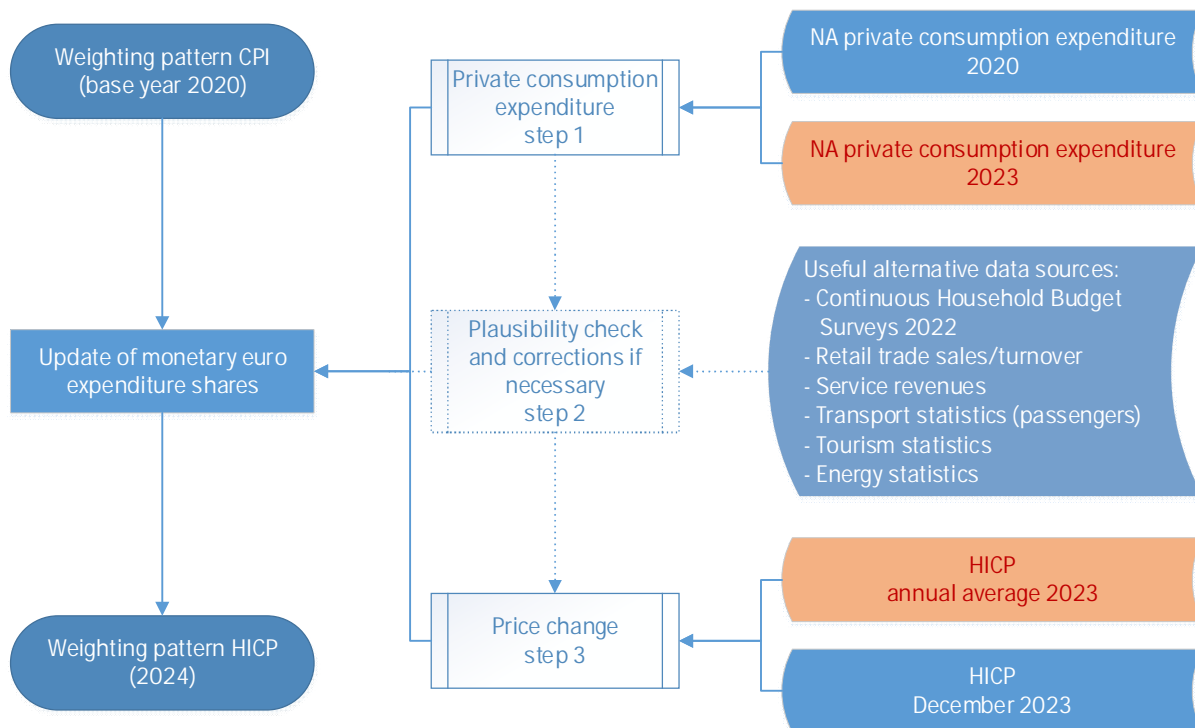 Weighting pattern CPI
(base year 2020)
Private consumption
expenditure
step 1
NA private consumption expenditure
2020
NA private consumption expenditure
2023
Update of monetary euro
expenditure shares
Plausibility check
and corrections if
necessary
step 2
Useful alternative data sources:
- Continuous Household Budget
Surveys 2022
- Retail trade sales/turnover
- Service revenues
- Transport statistics (passengers)
- Tourism statistics
- Energy statistics
Weighting pattern HICP
(2024)
Price change
step 3
HICP
annual average 2023
HICP
December 2023